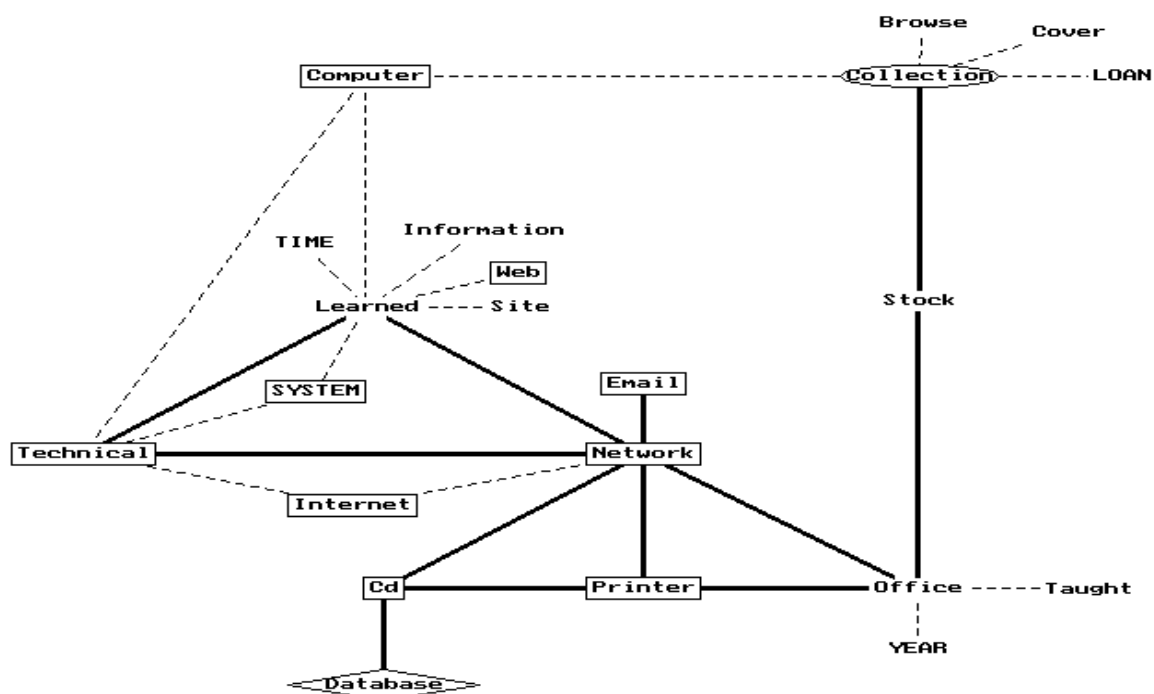 Browse
Cover
Computer
Collection
LOAN
Information
TIME
Web
Learned
Site
Stock
Email
SYSTEM
Technical
Network
Internet
Cd
Printer
Office
Taught
YEAR
Database